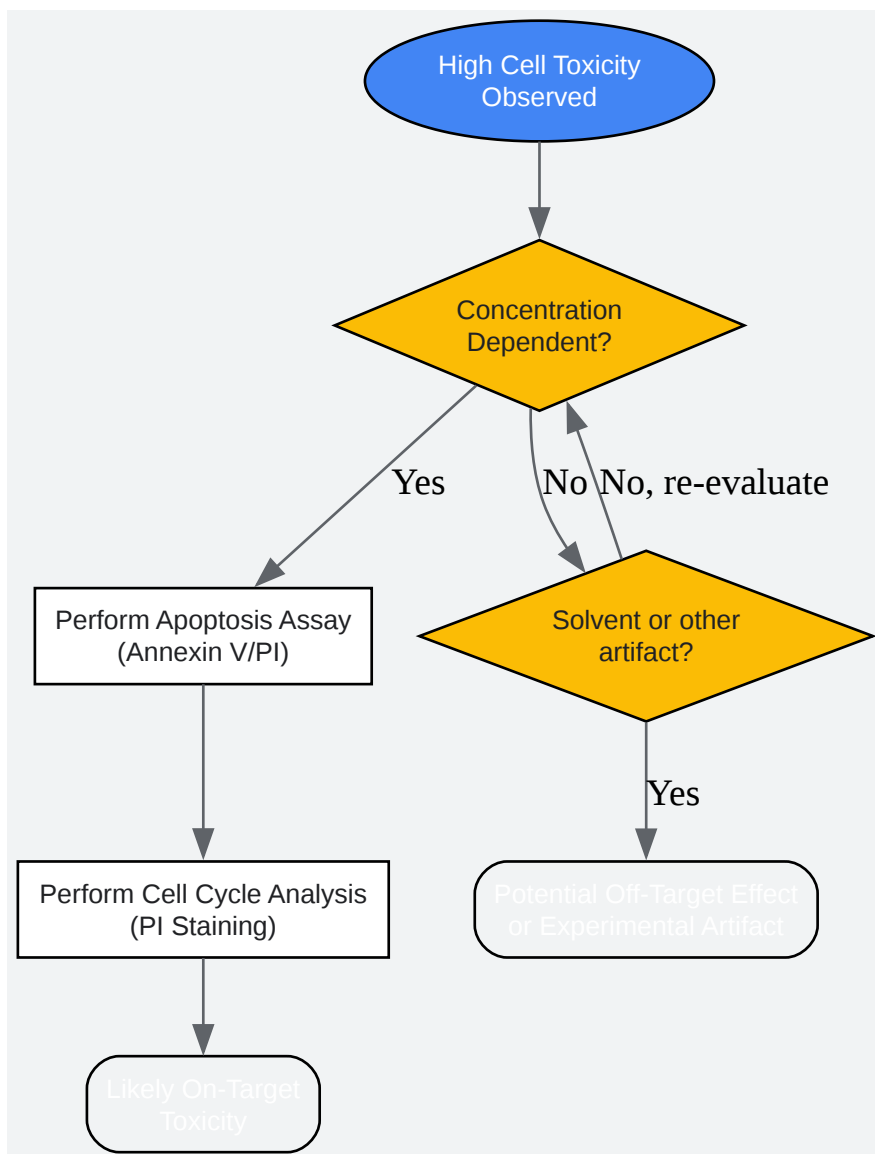 High Cell Toxicity
Observed
Concentration
Dependent?
Yes
No
No, re-evaluate
Perform Apoptosis Assay
(Annexin V/PI)
Solvent or other
artifact?
Yes
Perform Cell Cycle Analysis
(PI Staining)
Potential Off-Target Effect
or Experimental Artifact
Likely On-Target
Toxicity